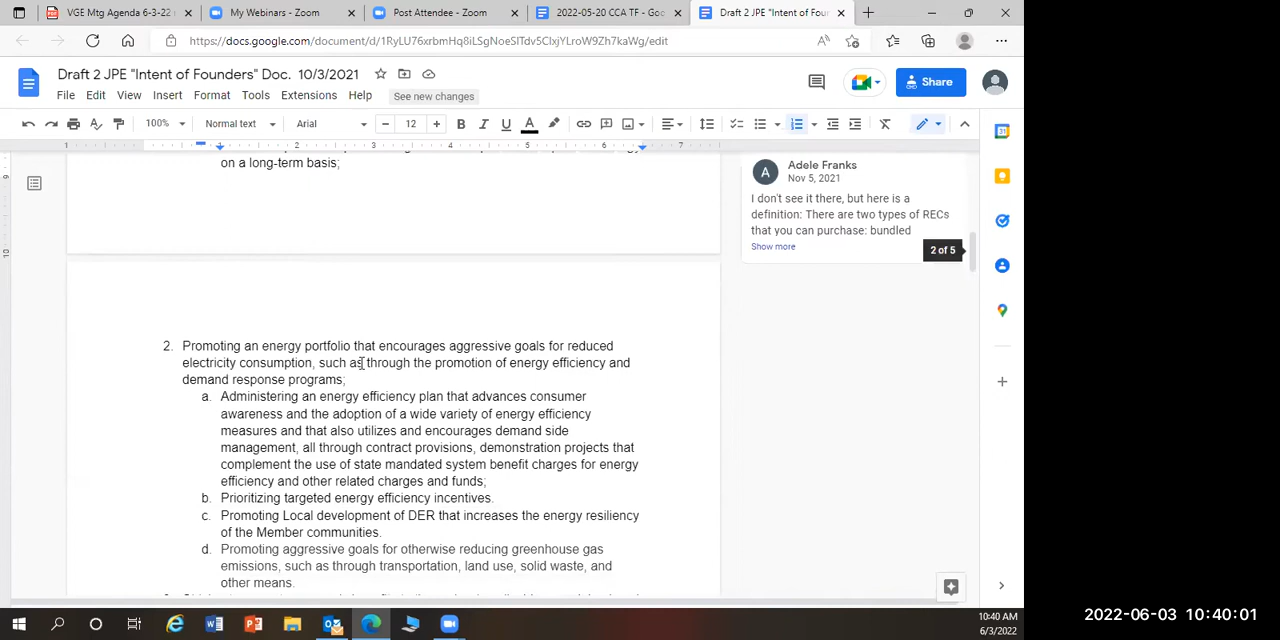 VGE Mtg Agenda 6-3-22
My Webinars - Zoom
Post Attendee - Zoom
2022-05-20 CCA TF - Goo
Draft 2 JPE "Intent of Foun
https://docs.google.com/document/d/1RyLU76xrbmHq8iLSgNoeSITdv5ClxjYLroW9Zh7kaWg/edit
Draft 2 JPE "Intent of Founders" Doc. 10/3/2021
File Edit View Insert Format Tools Extensions Help See new changes
Share
100% Normal text Arial 12
1 1 2 3 4 5 6 7
on a long-term basis;
Adele Franks
Nov 5, 2021
I don't see it there, but here is a
definition: There are two types of RECs
that you can purchase: bundled
Show more
2 of 5
2. Promoting an energy portfolio that encourages aggressive goals for reduced
electricity consumption, such as through the promotion of energy efficiency and
demand response programs;
a. Administering an energy efficiency plan that advances consumer
awareness and the adoption of a wide variety of energy efficiency
measures and that also utilizes and encourages demand side
management, all through contract provisions, demonstration projects that
complement the use of state mandated system benefit charges for energy
efficiency and other related charges and funds;
b. Prioritizing targeted energy efficiency incentives.
c. Promoting Local development of DER that increases the energy resiliency
of the Member communities.
d. Promoting aggressive goals for otherwise reducing greenhouse gas
emissions, such as through transportation, land use, solid waste, and
other means.
10:40 AM
6/3/2022
2022-06-03 10:40:01